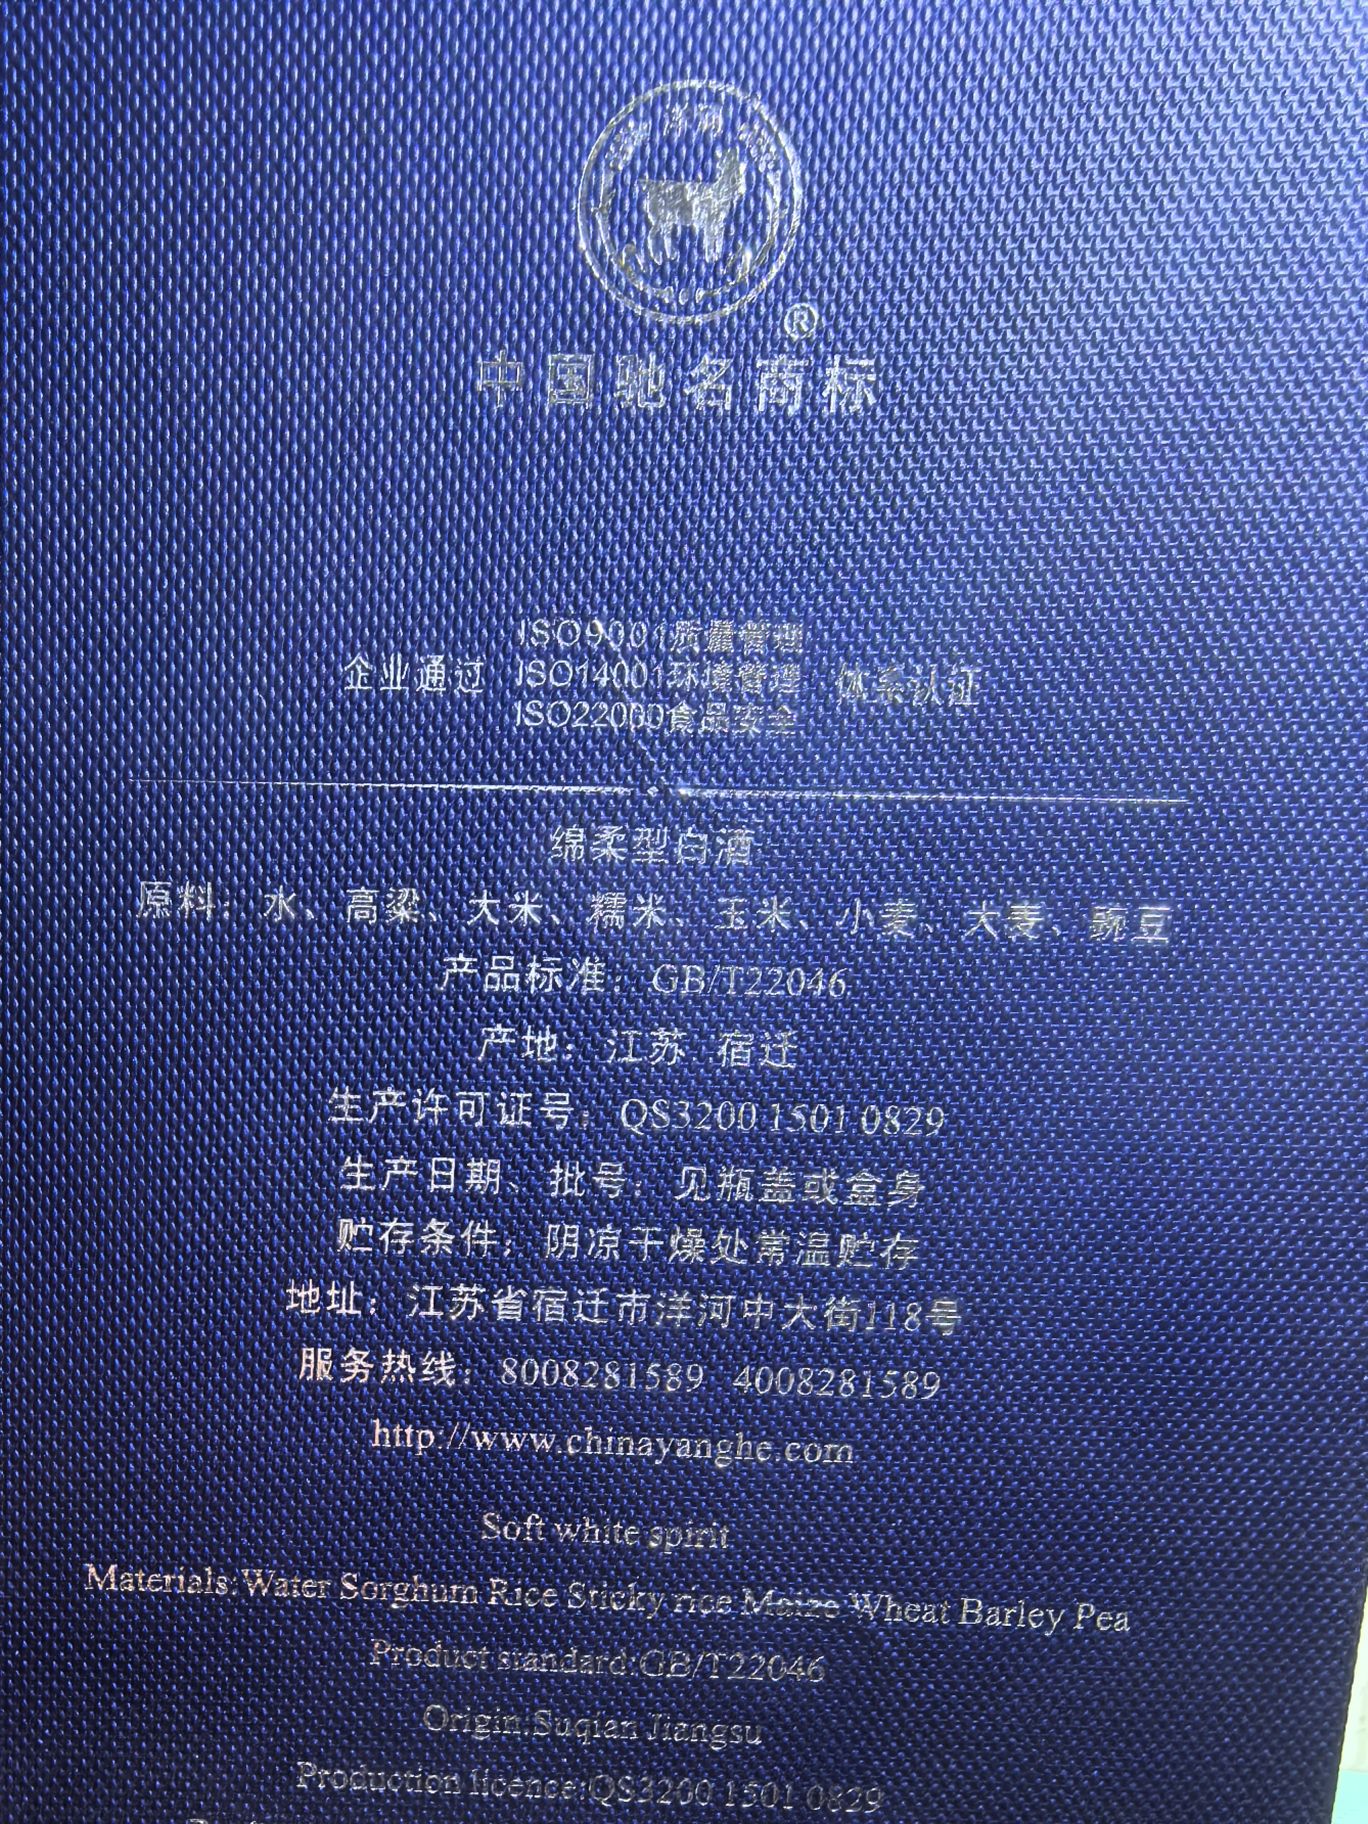 洋河
®
中国驰名商标
ISO9001质量管理
企业通过 ISO14001环境管理 体系认证
ISO22000食品安全
绵柔型白酒
原料：水、高粱、大米、糯米、玉米、小麦、大麦、豌豆
产品标准：GB/T22046
产地：江苏 宿迁
生产许可证号：QS3200 1501 0829
生产日期、批号：见瓶盖或盒身
贮存条件：阴凉干燥处常温贮存
地址：江苏省宿迁市洋河中大街118号
服务热线：8008281589 4008281589
http://www.chinayanghe.com
Soft white spirit
Materials:Water Sorghum Rice Sticky rice Maize Wheat Barley Pea
Product standard:GB/T22046
Origin:Suqian Jiangsu
Production licence:QS3200 1501 0829